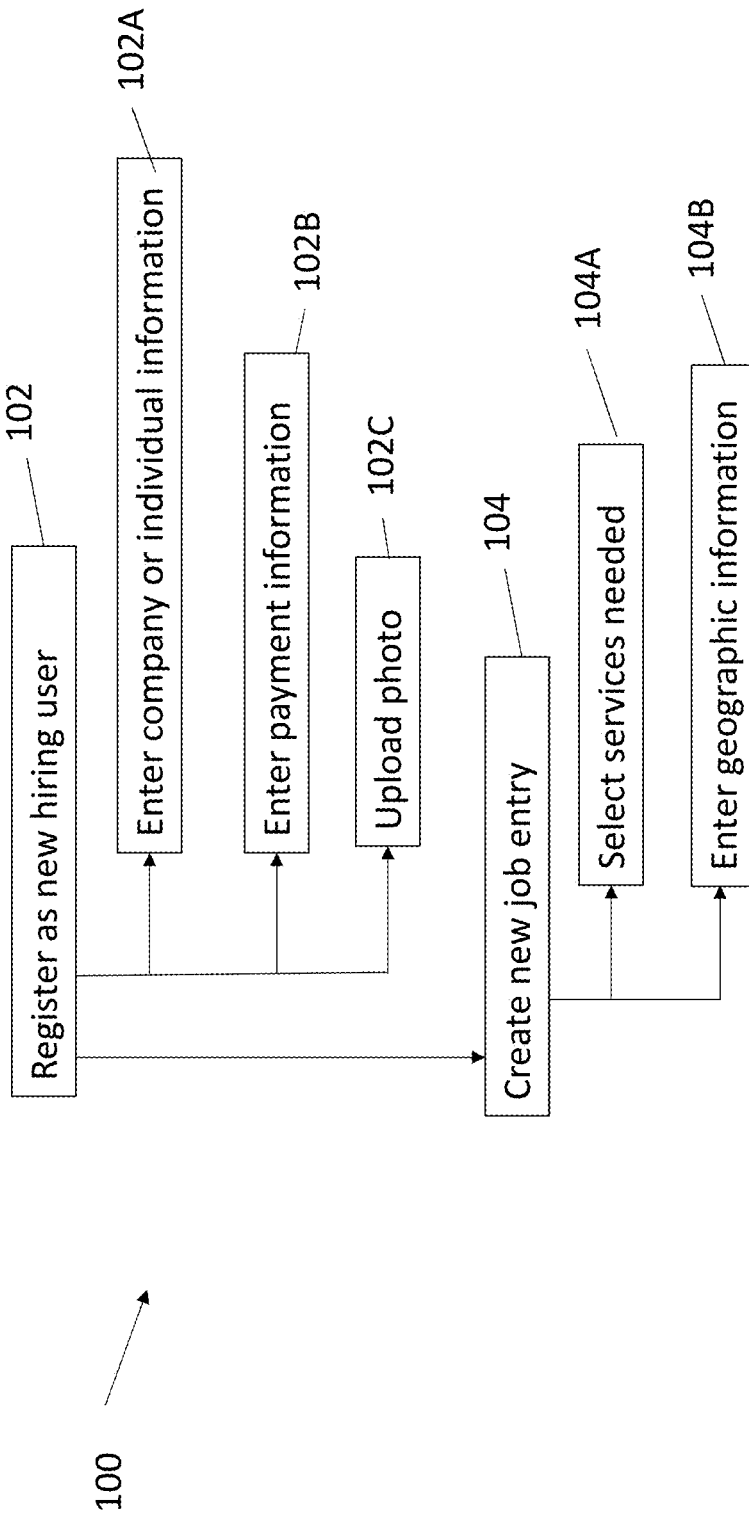 100
Register as new hiring user
102
Enter company or individual information
102A
Enter payment information
102B
Upload photo
102C
Create new job entry
104
Select services needed
104A
Enter geographic information
104B